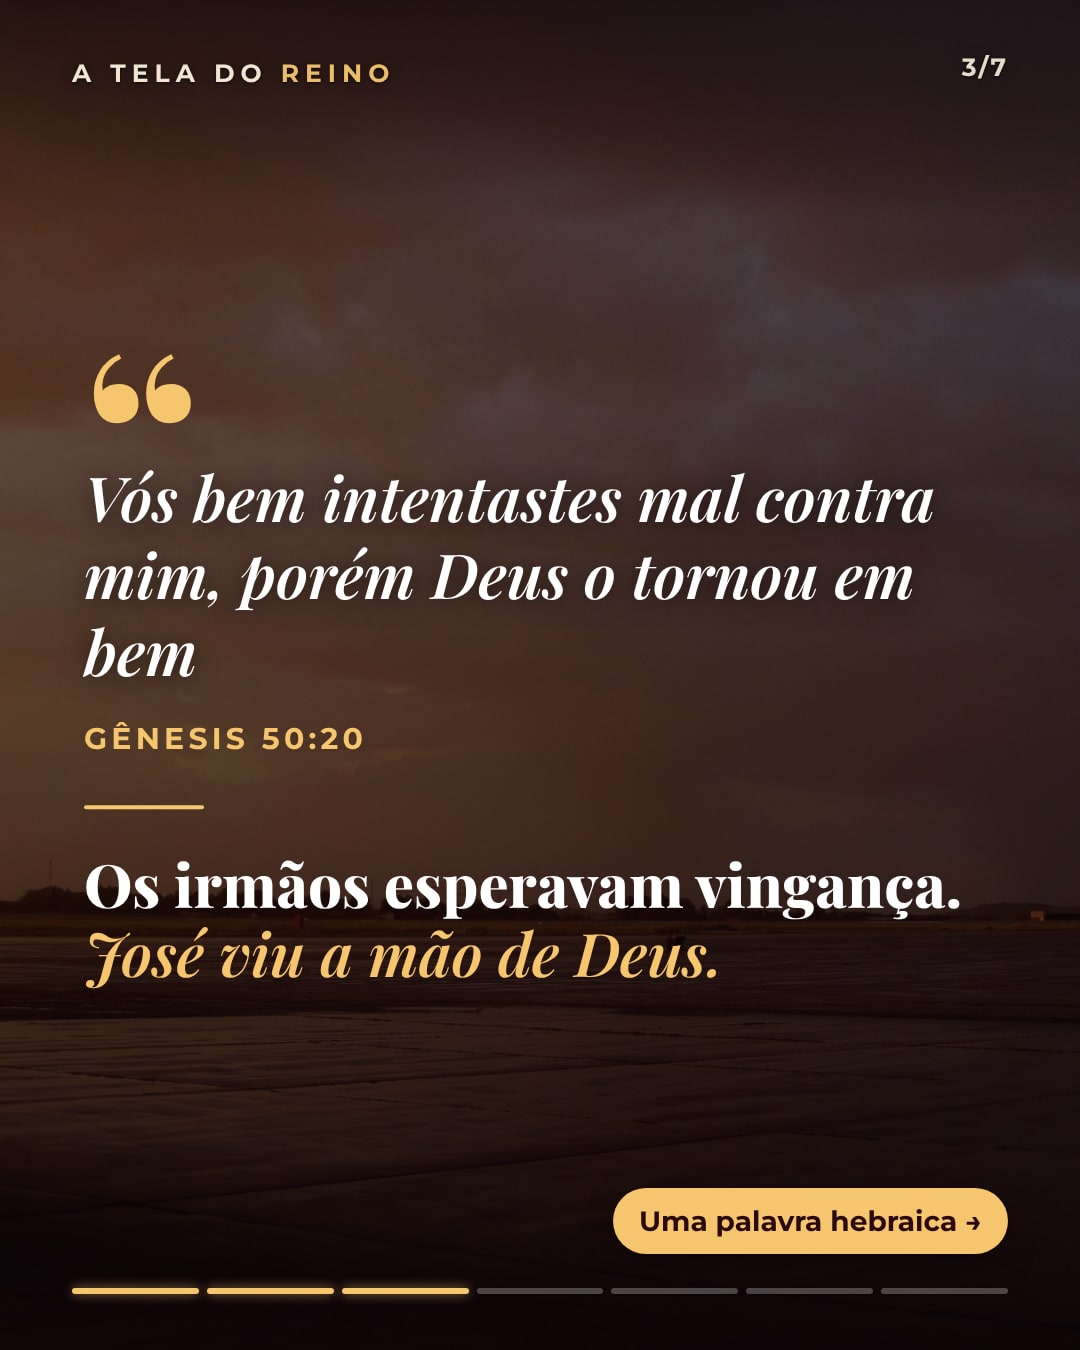 A TELA DO REINO
3/7
“
Vós bem intentastes mal contra
mim, porém Deus o tornou em
bem
GÊNESIS 50:20
Os irmãos esperavam vingança.
José viu a mão de Deus.
Uma palavra hebraica →